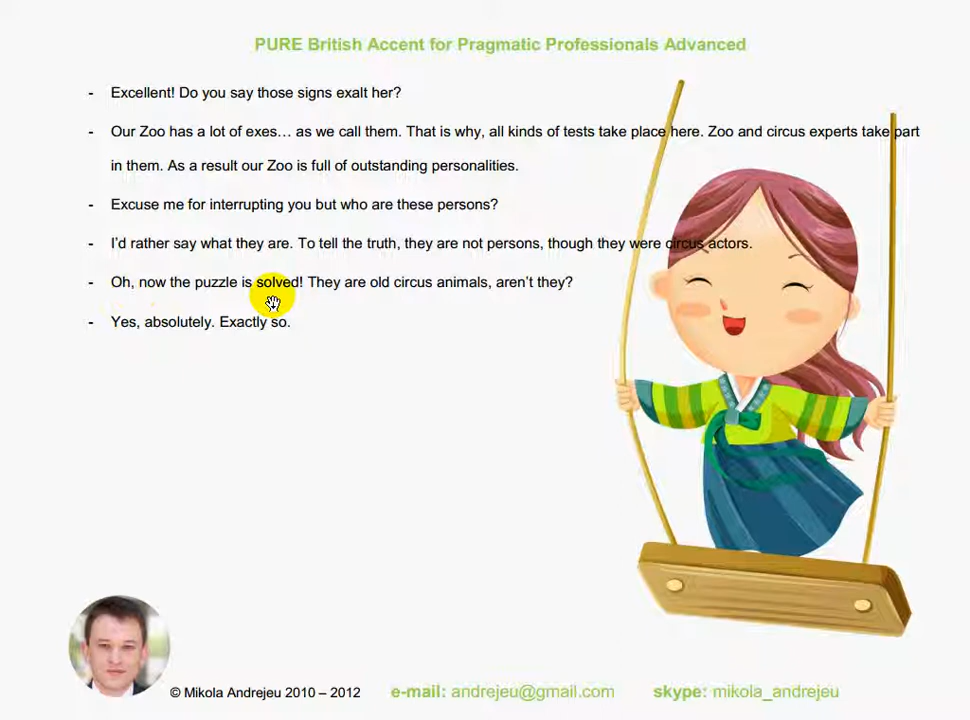 PURE British Accent for Pragmatic Professionals Advanced
- Excellent! Do you say those signs exalt her?
- Our Zoo has a lot of exes… as we call them. That is why, all kinds of tests take place here. Zoo and circus experts take part
in them. As a result our Zoo is full of outstanding personalities.
- Excuse me for interrupting you but who are these persons?
- I’d rather say what they are. To tell the truth, they are not persons, though they were circus actors.
- Oh, now the puzzle is solved! They are old circus animals, aren’t they?
- Yes, absolutely. Exactly so.
© Mikola Andrejeu 2010 – 2012 e-mail: andrejeu@gmail.com skype: mikola_andrejeu